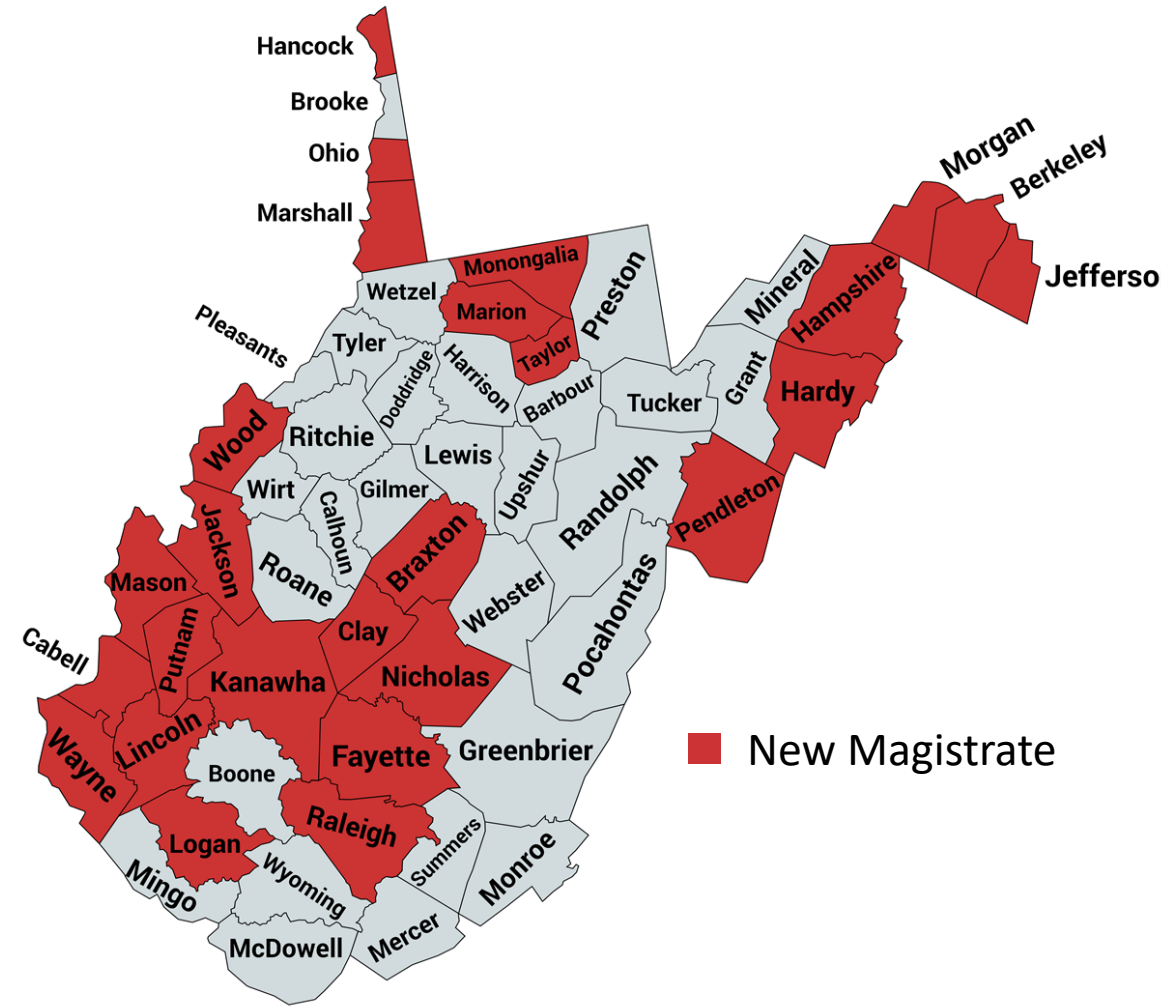 Hancock
Brooke
Ohio
Marshall
Morgan
Berkeley
Jefferso
Monongalia
Wetzel
Marion
Preston
Mineral
Hampshire
Pleasants
Tyler
Doddridge
Harrison
Taylor
Barbour
Tucker
Grant
Hardy
Wood
Ritchie
Lewis
Upshur
Randolph
Wirt
Calhoun
Gilmer
Pendleton
Jackson
Roane
Braxton
Webster
Pocahontas
Mason
Putnam
Clay
Cabell
Kanawha
Nicholas
Wayne
Lincoln
Boone
Fayette
Greenbrier
New Magistrate
Logan
Raleigh
Summers
Monroe
Mingo
Wyoming
McDowell
Mercer